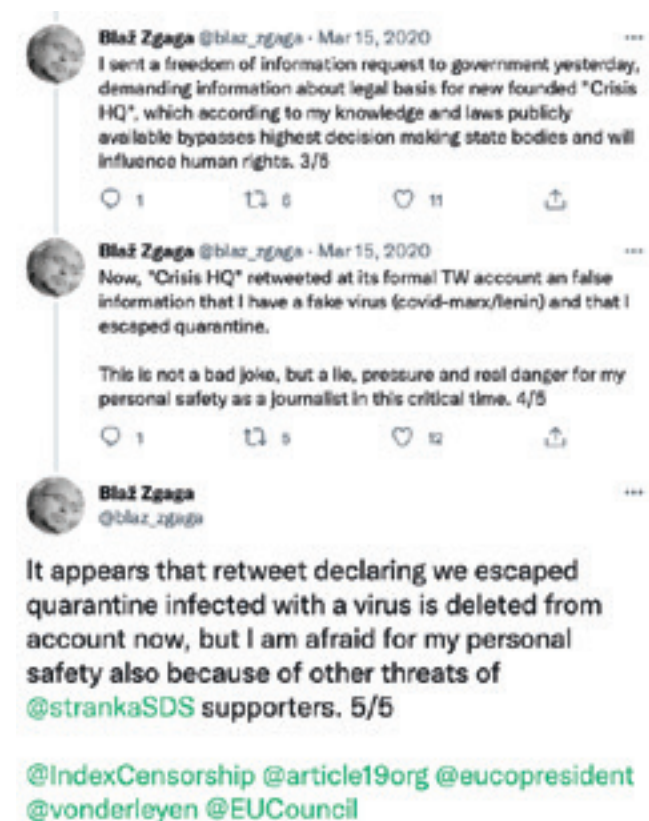 Blaž Zgaga @blaz_zgaga · Mar 15, 2020
I sent a freedom of information request to government yesterday,
demanding information about legal basis for new founded "Crisis
HQ", which according to my knowledge and laws publicly
available bypasses highest decision making state bodies and will
influence human rights. 3/5
1 6 11
Blaž Zgaga @blaz_zgaga · Mar 15, 2020
Now, "Crisis HQ" retweeted at its formal TW account an false
information that I have a fake virus (covid-marx/lenin) and that I
escaped quarantine.
This is not a bad joke, but a lie, pressure and real danger for my
personal safety as a journalist in this critical time. 4/5
1 5 12
Blaž Zgaga
@blaz_zgaga
It appears that retweet declaring we escaped
quarantine infected with a virus is deleted from
account now, but I am afraid for my personal
safety also because of other threats of
@strankaSDS supporters. 5/5
@IndexCensorship @article19org @eucopresident
@vonderleyen @EUCouncil